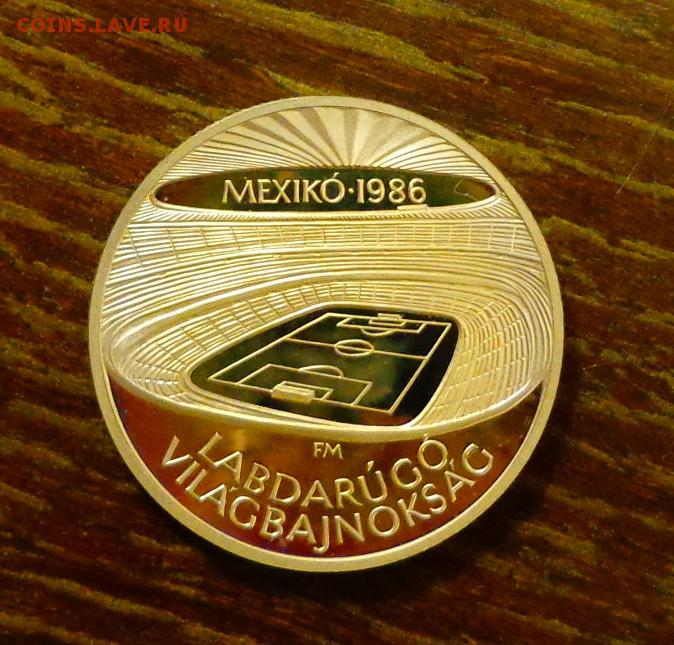 COINS.LAVE.RU
MEXIKÓ·1986
FM
LABDARÚGÓ
VILÁGBAJNOKSÁG